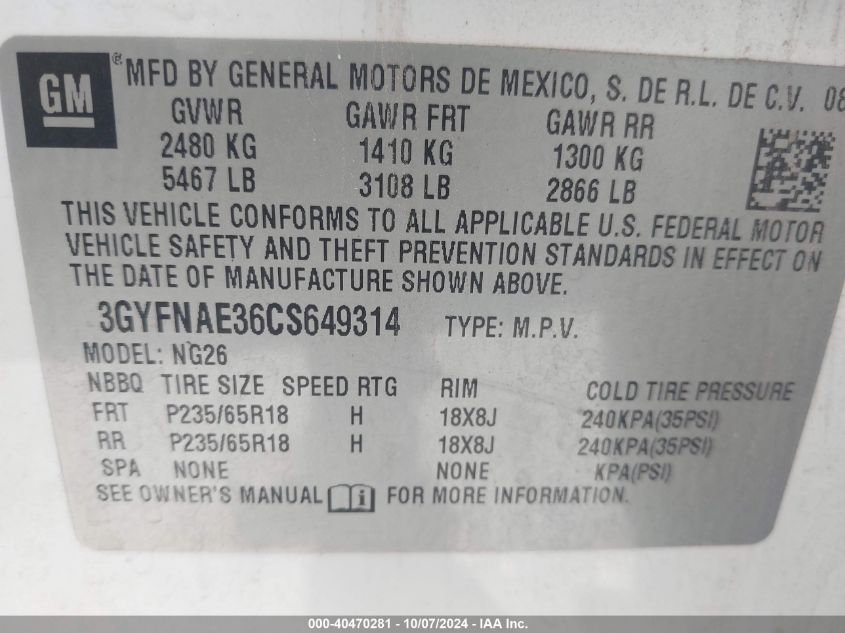 GM ® MFD BY GENERAL MOTORS DE MEXICO, S. DE R.L. DE C.V. 08
GVWR GAWR FRT GAWR RR
2480 KG 1410 KG 1300 KG
5467 LB 3108 LB 2866 LB
THIS VEHICLE CONFORMS TO ALL APPLICABLE U.S. FEDERAL MOTOR
VEHICLE SAFETY AND THEFT PREVENTION STANDARDS IN EFFECT ON
THE DATE OF MANUFACTURE SHOWN ABOVE.
3GYFNAE36CS649314 TYPE: M.P.V.
MODEL: NG26
NBBQ TIRE SIZE SPEED RTG RIM COLD TIRE PRESSURE
FRT P235/65R18 H 18X8J 240KPA(35PSI)
RR P235/65R18 H 18X8J 240KPA(35PSI)
SPA NONE NONE KPA(PSI)
SEE OWNER'S MANUAL i FOR MORE INFORMATION.
000-40470281 - 10/07/2024 - IAA Inc.